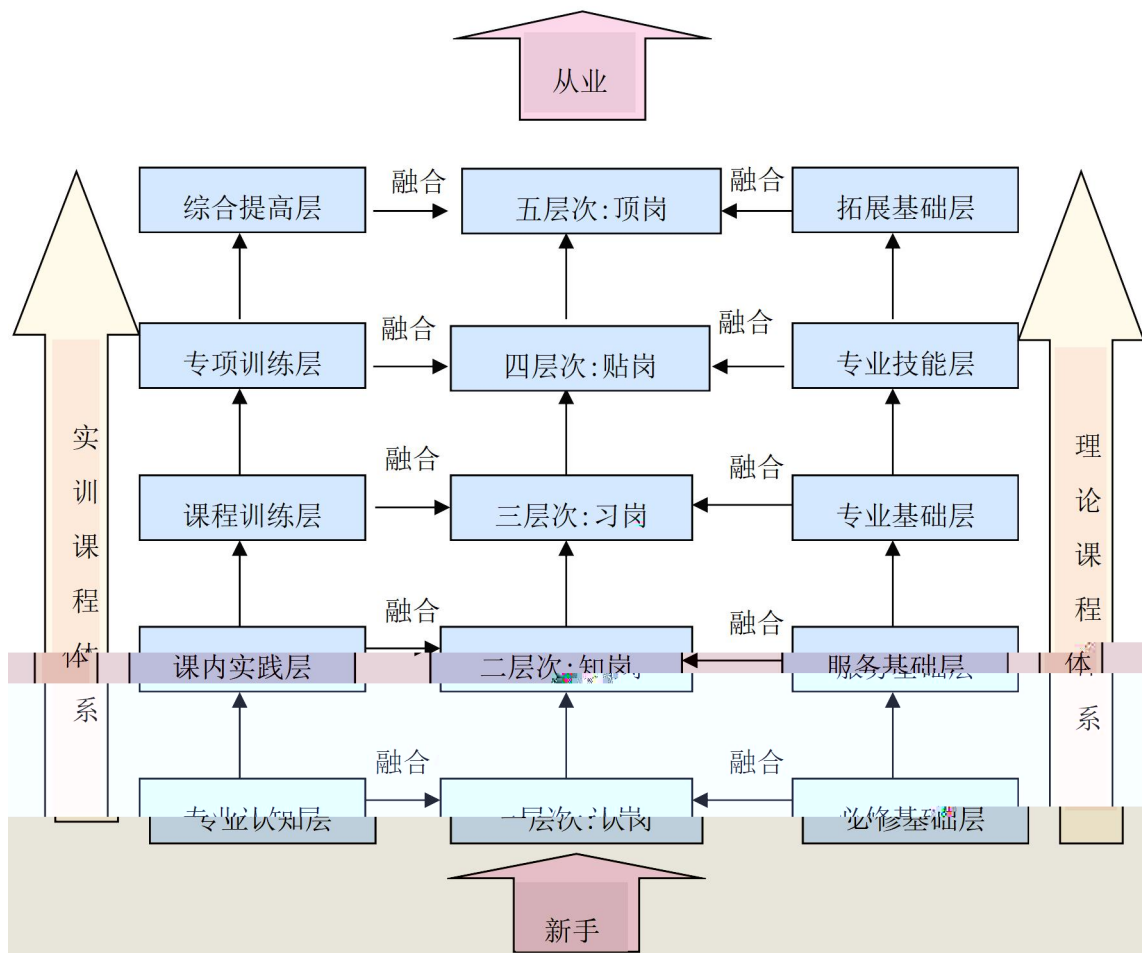 从业
融合
融合
综合提高层
五层次:顶岗
拓展基础层
融合
融合
专项训练层
四层次:贴岗
专业技能层
融合
融合
课程训练层
三层次:习岗
专业基础层
融合
融合
课内实践层
二层次:知岗
服务基础层
融合
融合
专业认知层
一层次:认岗
必修基础层
新手
实训课程体系
理论课程体系